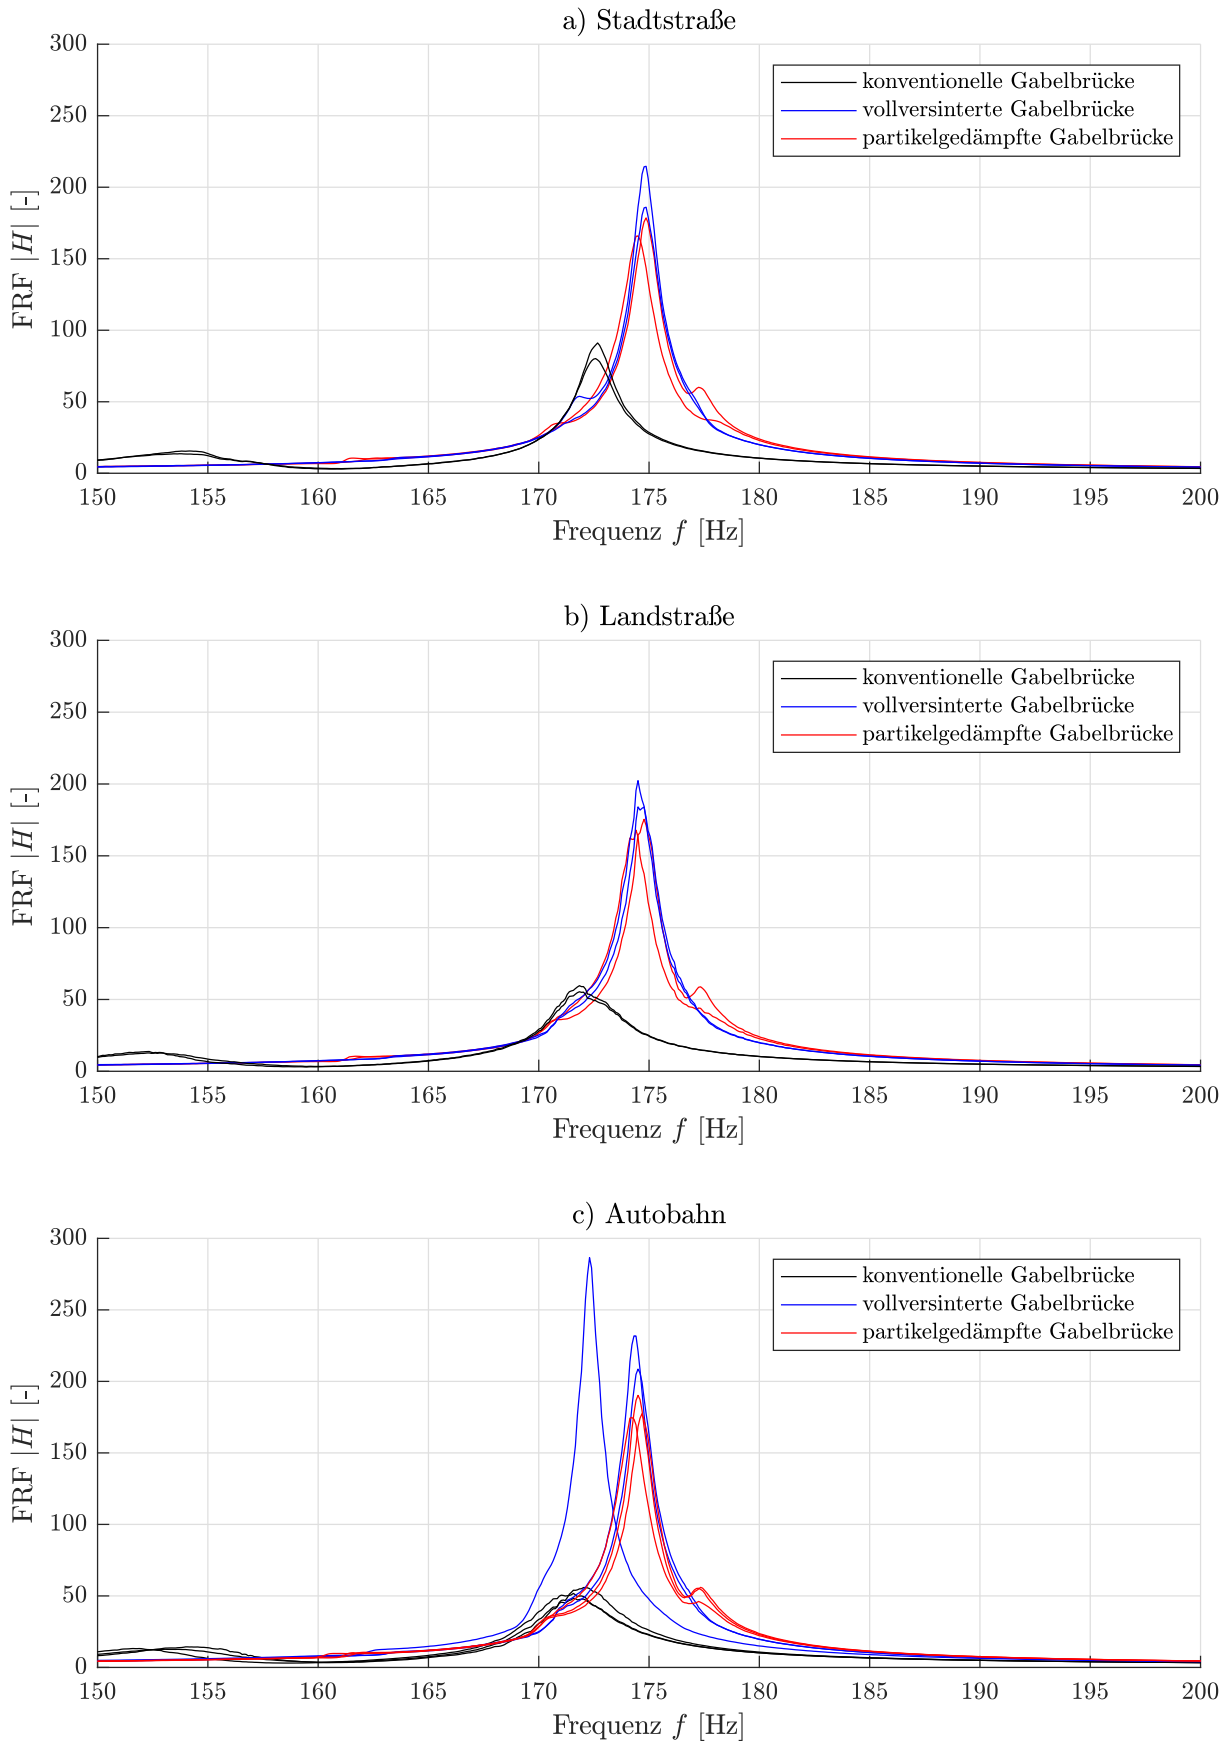 a) Stadtstraße
300
250
200
150
100
50
0
FRF |H| [-]
konventionelle Gabelbrücke
vollversinterte Gabelbrücke
partikelgedämpfte Gabelbrücke
150 155 160 165 170 175 180 185 190 195 200
Frequenz f [Hz]
b) Landstraße
300
250
200
150
100
50
0
FRF |H| [-]
konventionelle Gabelbrücke
vollversinterte Gabelbrücke
partikelgedämpfte Gabelbrücke
150 155 160 165 170 175 180 185 190 195 200
Frequenz f [Hz]
c) Autobahn
300
250
200
150
100
50
0
FRF |H| [-]
konventionelle Gabelbrücke
vollversinterte Gabelbrücke
partikelgedämpfte Gabelbrücke
150 155 160 165 170 175 180 185 190 195 200
Frequenz f [Hz]